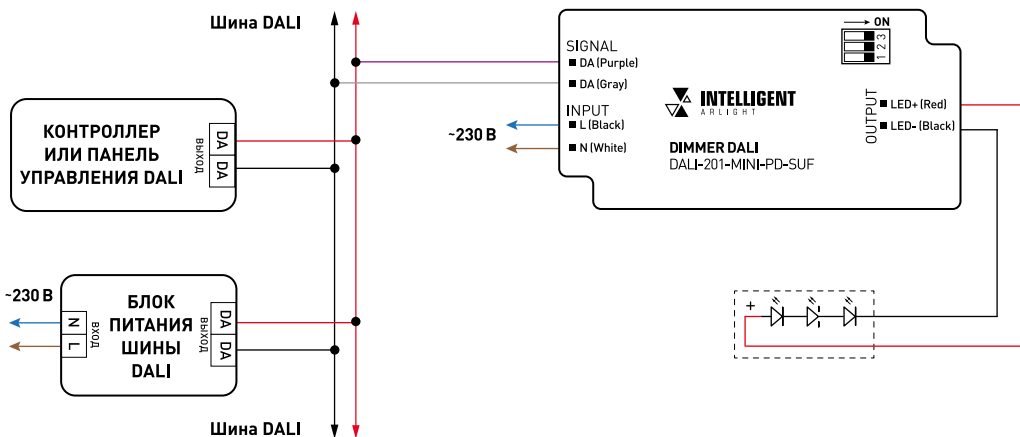 Шина DALI
КОНТРОЛЛЕР
ИЛИ ПАНЕЛЬ
УПРАВЛЕНИЯ DALI
DA
DA
ВЫХОД
~230 В
N
L
ВХОД
БЛОК
ПИТАНИЯ
ШИНЫ
DALI
ВЫХОД
DA
DA
Шина DALI
SIGNAL
DA (Purple)
DA (Gray)
INPUT
L (Black)
N (White)
~230 В
INTELLIGENT
ARLIGHT
DIMMER DALI
DALI-201-MINI-PD-SUF
ON
1 2 3
OUTPUT
LED+ (Red)
LED- (Black)
+